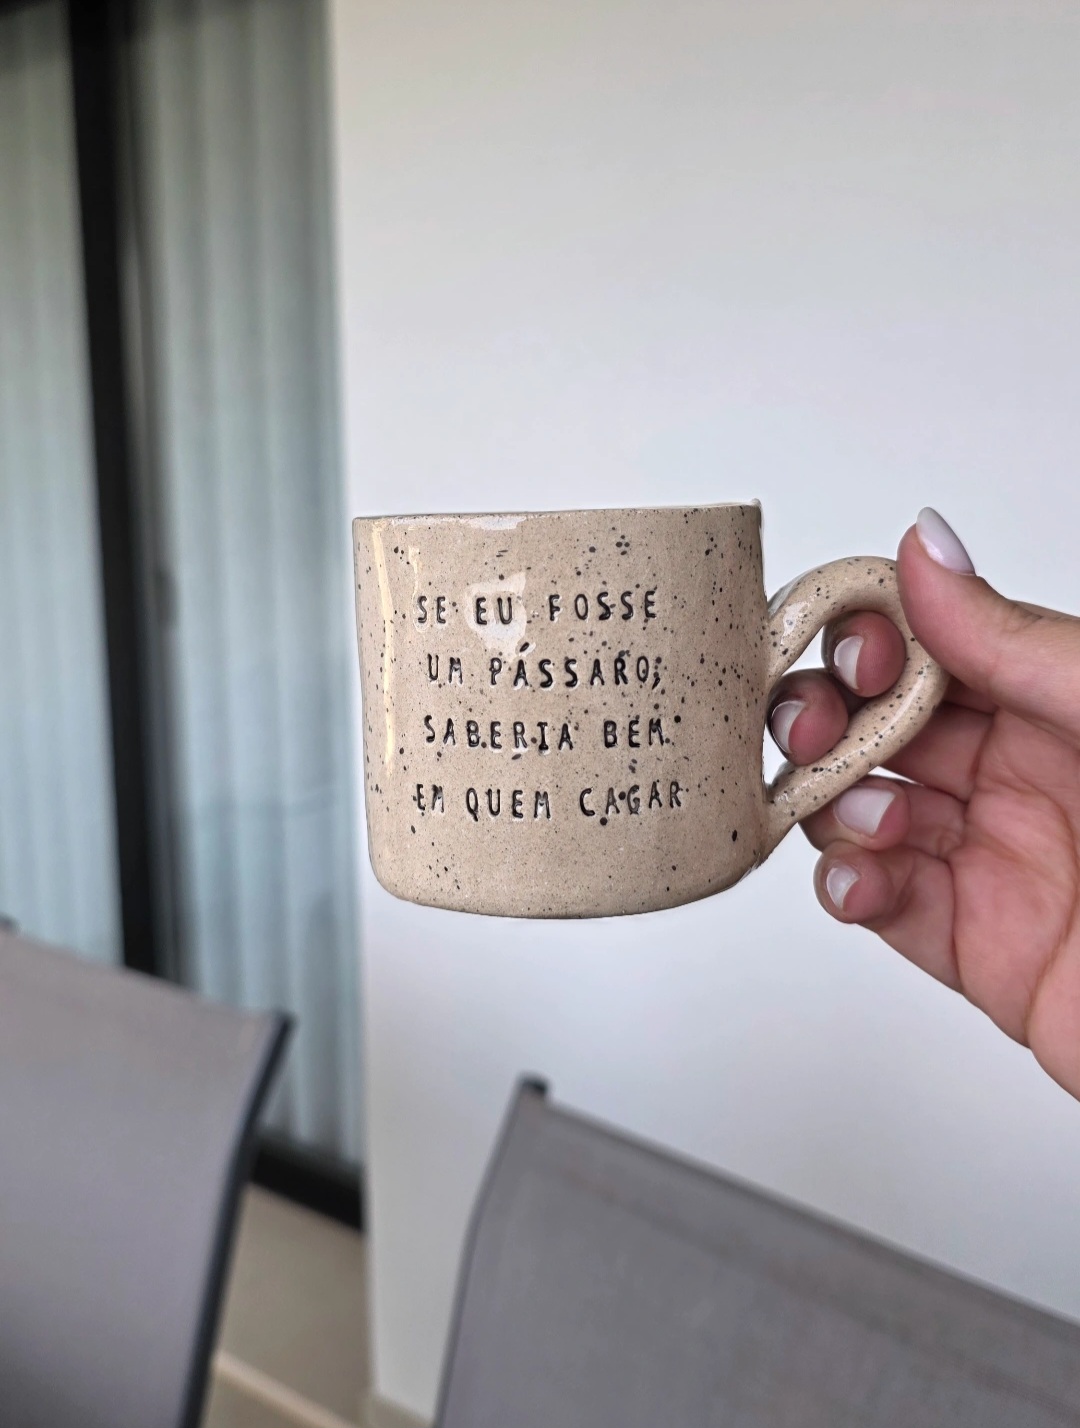 SE EU FOSSE
UM PÁSSARO,
SABERIA BEM
EM QUEM CAGAR